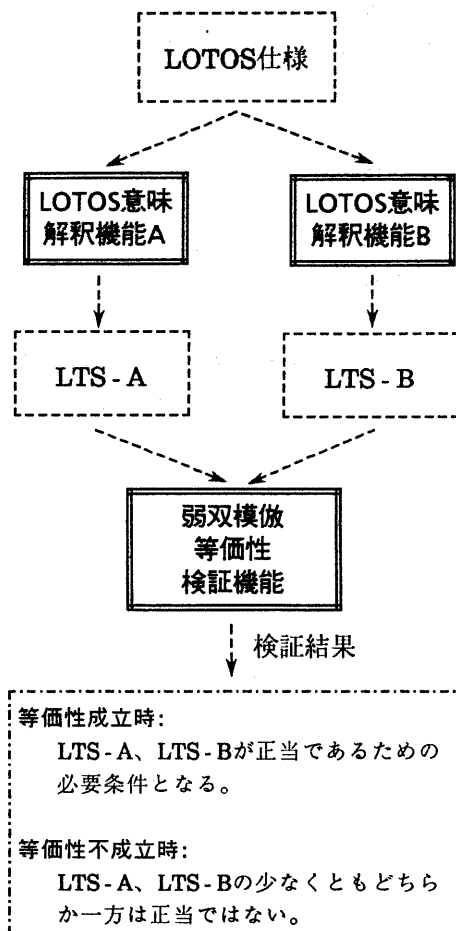 LOTOS仕様
LOTOS意味
解釈機能A
LOTOS意味
解釈機能B
LTS-A
LTS-B
弱双模倣
等価性
検証機能
検証結果
等価性成立時:
LTS-A、LTS-Bが正当であるための
必要条件となる。
等価性不成立時:
LTS-A、LTS-Bの少なくともどちら
か一方は正当ではない。